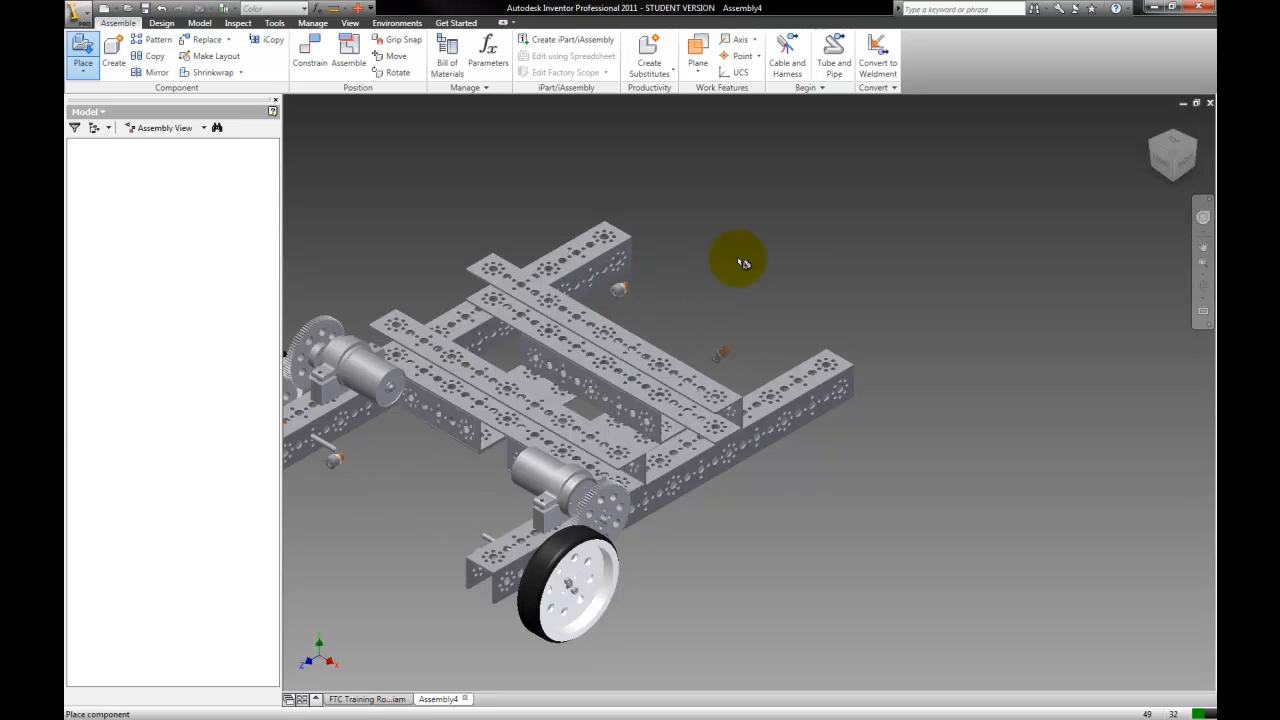 Autodesk Inventor Professional 2011 - STUDENT VERSION Assembly4
Type a keyword or phrase
Color
PRO
Assemble Design Model Inspect Tools Manage View Environments Get Started
Place
Create
Pattern
Copy
Mirror
Replace
Make Layout
Shrinkwrap
iCopy
Component
Constrain
Assemble
Grip Snap
Move
Rotate
Position
Bill of Materials
Parameters
Manage
Create iPart/iAssembly
Edit using Spreadsheet
Edit Factory Scope
iPart/iAssembly
Create Substitutes
Productivity
Plane
Axis
Point
UCS
Work Features
Cable and Harness
Tube and Pipe
Begin
Convert to Weldment
Convert
Model
Assembly View
FTC Training Ro...iam
Assembly4
Place component
49 32